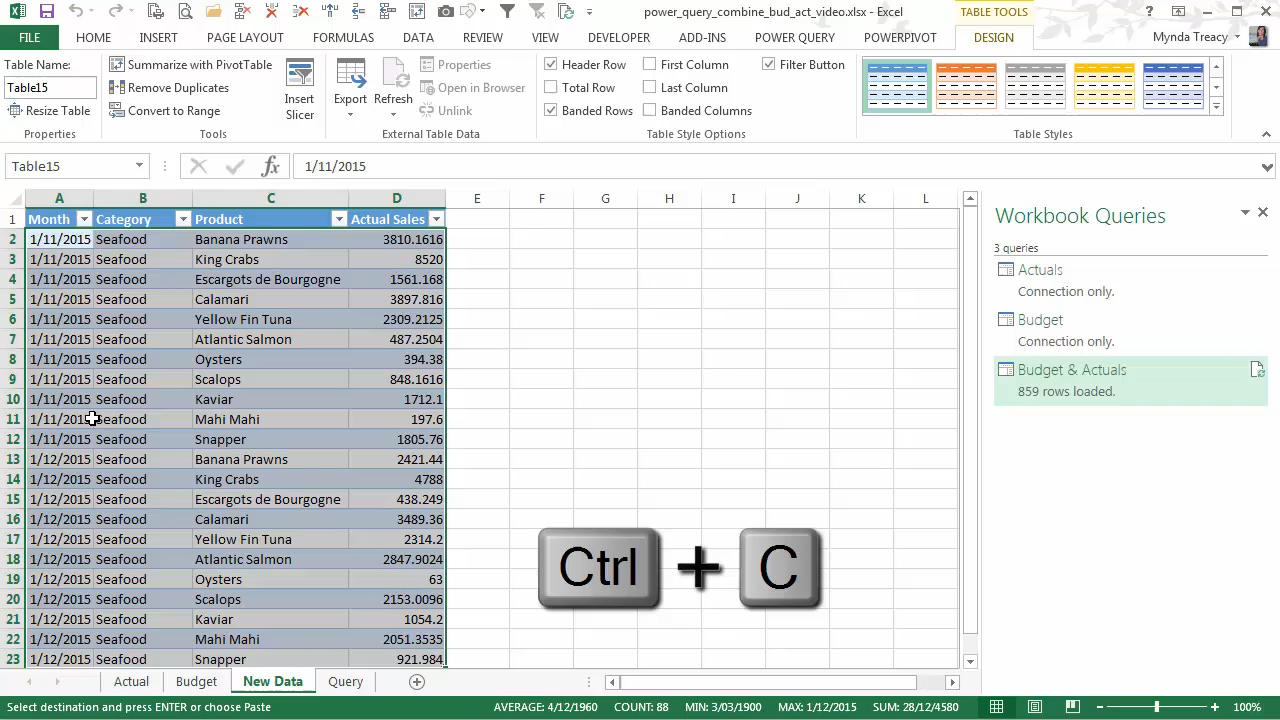 power_query_combine_bud_act_video.xlsx - Excel
TABLE TOOLS
FILE HOME INSERT PAGE LAYOUT FORMULAS DATA REVIEW VIEW DEVELOPER ADD-INS POWER QUERY POWERPIVOT DESIGN Mynda Treacy
Table Name:
Table15
Resize Table
Properties
Summarize with PivotTable
Remove Duplicates
Convert to Range
Tools
Insert Slicer
Export
Refresh
Properties
Open in Browser
Unlink
External Table Data
Header Row
Total Row
Banded Rows
First Column
Last Column
Banded Columns
Filter Button
Table Style Options
Table Styles
Table15 fx 1/11/2015
A B C D E F G H I J K L
1 Month Category Product Actual Sales
2 1/11/2015 Seafood Banana Prawns 3810.1616
3 1/11/2015 Seafood King Crabs 8520
4 1/11/2015 Seafood Escargots de Bourgogne 1561.168
5 1/11/2015 Seafood Calamari 3897.816
6 1/11/2015 Seafood Yellow Fin Tuna 2309.2125
7 1/11/2015 Seafood Atlantic Salmon 487.2504
8 1/11/2015 Seafood Oysters 394.38
9 1/11/2015 Seafood Scalops 848.1616
10 1/11/2015 Seafood Kaviar 1712.1
11 1/11/2015 Seafood Mahi Mahi 197.6
12 1/11/2015 Seafood Snapper 1805.76
13 1/12/2015 Seafood Banana Prawns 2421.44
14 1/12/2015 Seafood King Crabs 4788
15 1/12/2015 Seafood Escargots de Bourgogne 438.249
16 1/12/2015 Seafood Calamari 3489.36
17 1/12/2015 Seafood Yellow Fin Tuna 2314.2
18 1/12/2015 Seafood Atlantic Salmon 2847.9024
19 1/12/2015 Seafood Oysters 63
20 1/12/2015 Seafood Scalops 2153.0096
21 1/12/2015 Seafood Kaviar 1054.2
22 1/12/2015 Seafood Mahi Mahi 2051.3535
23 1/12/2015 Seafood Snapper 921.984
Ctrl + C
Workbook Queries
3 queries
Actuals
Connection only.
Budget
Connection only.
Budget & Actuals
859 rows loaded.
Actual Budget New Data Query
Select destination and press ENTER or choose Paste AVERAGE: 4/12/1960 COUNT: 88 MIN: 3/03/1900 MAX: 1/12/2015 SUM: 28/12/4580 100%